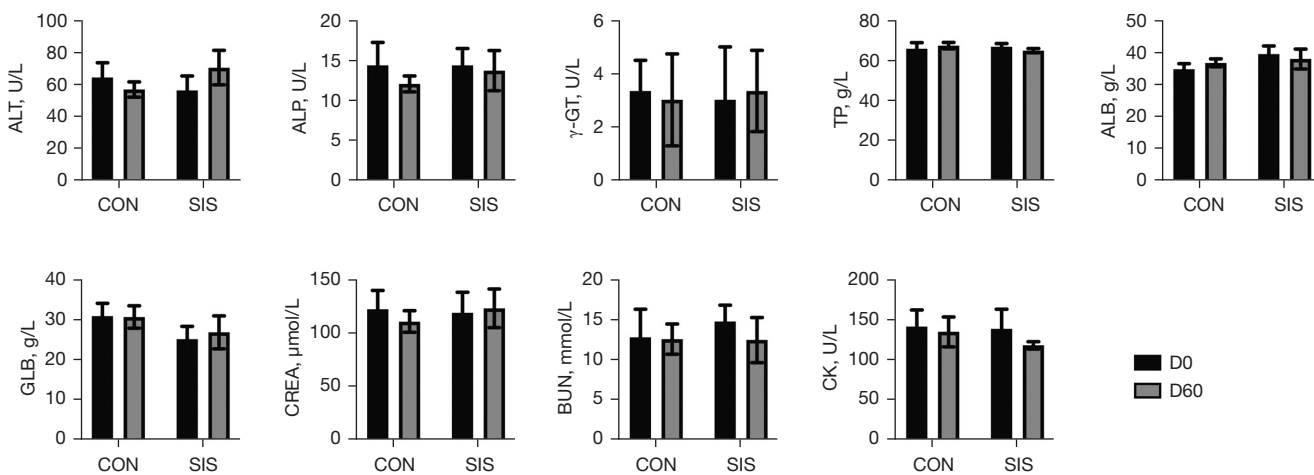 ALT, U/L
100
80
60
40
20
0
CON
SIS
ALP, U/L
20
15
10
5
0
CON
SIS
γ-GT, U/L
6
4
2
0
CON
SIS
TP, g/L
80
60
40
20
0
CON
SIS
ALB, g/L
50
40
30
20
10
0
CON
SIS
GLB, g/L
40
30
20
10
0
CON
SIS
CREA, μmol/L
150
100
50
0
CON
SIS
BUN, mmol/L
20
15
10
5
0
CON
SIS
CK, U/L
200
150
100
50
0
CON
SIS
D0
D60